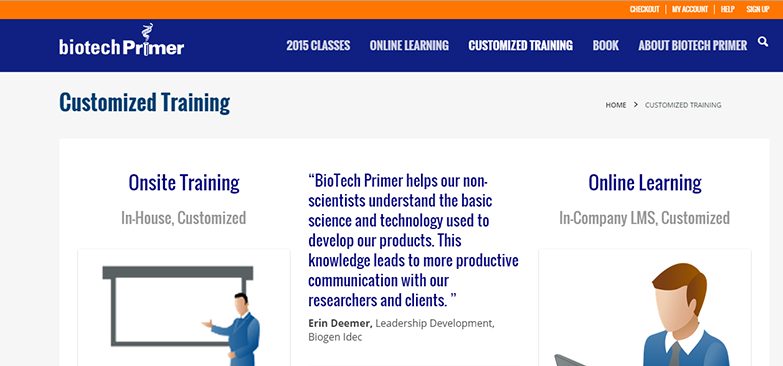 CHECKOUT | MY ACCOUNT | HELP SIGN UP
biotech Primer
2015 CLASSES ONLINE LEARNING CUSTOMIZED TRAINING BOOK ABOUT BIOTECH PRIMER
Customized Training
HOME > CUSTOMIZED TRAINING
Onsite Training
In-House, Customized
“BioTech Primer helps our non-
scientists understand the basic
science and technology used to
develop our products. This
knowledge leads to more productive
communication with our
researchers and clients. ”
Erin Deemer, Leadership Development,
Biogen Idec
Online Learning
In-Company LMS, Customized